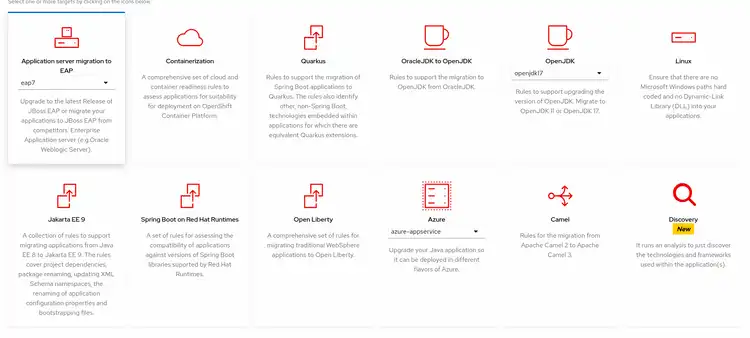 Select one or more targets by clicking on the icons below.
Application server migration to
EAP
eap7
Upgrade to the latest Release of
JBoss EAP or migrate your
applications to JBoss EAP from
competitors' Enterprise
Application server (e.g.Oracle
Weblogic Server).
Containerization
A comprehensive set of cloud and
container readiness rules to
assess applications for suitability
for deployment on OpenShift
Container Platform.
Quarkus
Rules to support the migration of
Spring Boot applications to
Quarkus. The rules also identify
other, non-Spring Boot,
technologies embedded within
applications for which there are
equivalent Quarkus extensions.
OracleJDK to OpenJDK
Rules to support the migration to
OpenJDK from OracleJDK.
OpenJDK
openjdk17
Rules to support upgrading the
version of OpenJDK. Migrate to
OpenJDK 11 or OpenJDK 17.
Linux
Ensure that there are no
Microsoft Windows paths hard
coded and no Dynamic-Link
Library (DLL) into your
applications.
Jakarta EE 9
A collection of rules to support
migrating applications from Java
EE 8 to Jakarta EE 9. The rules
cover project dependencies,
package renaming, updating XML
Schema namespaces, the
renaming of application
configuration properties and
bootstrapping files.
Spring Boot on Red Hat Runtimes
A set of rules for assessing the
compatibility of applications
against versions of Spring Boot
libraries supported by Red Hat
Runtimes.
Open Liberty
A comprehensive set of rules for
migrating traditional WebSphere
applications to Open Liberty.
Azure
azure-appservice
Upgrade your Java application so
it can be deployed in different
flavors of Azure.
Camel
Rules for the migration from
Apache Camel 2 to Apache
Camel 3.
Discovery
New
It runs an analysis to just discover
the technologies and frameworks
used within the application(s).